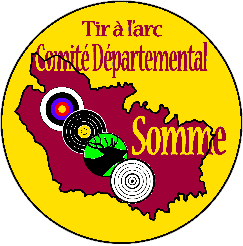 Tir à l'arc
Comité Départemental
Somme